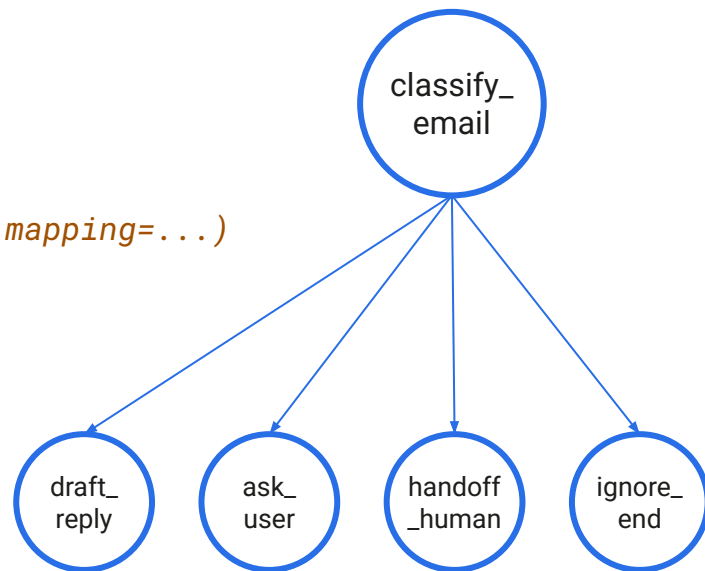 classify_
email
mapping=...)
draft_
reply
ask_
user
handoff
_human
ignore_
end